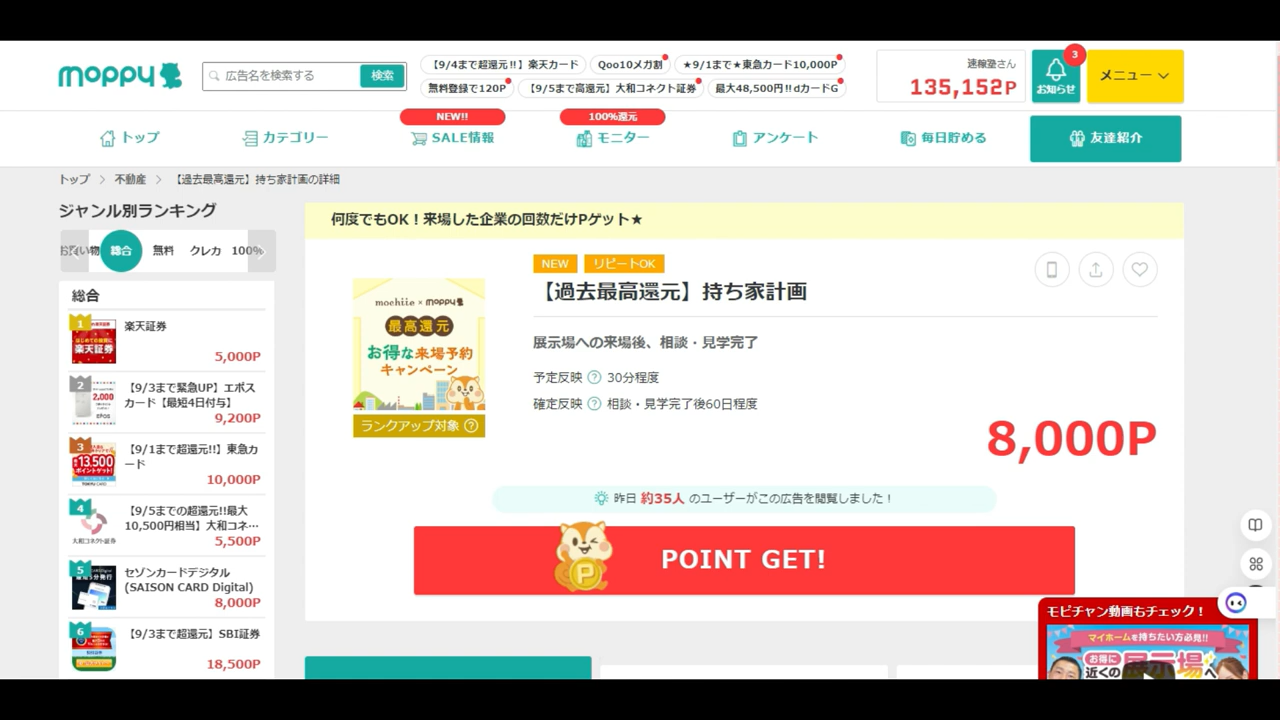 moppy
広告名を検索する
検索
【9/4まで超還元!!】楽天カード
Qoo10メガ割
★9/1まで★東急カード10,000P
無料登録で120P
【9/5まで高還元】大和コネクト証券
最大48,500円!!dカードG
速稼塾さん
135,152P
3
お知らせ
メニュー
トップ
カテゴリー
NEW!!
SALE情報
100%還元
モニター
アンケート
毎日貯める
友達紹介
トップ > 不動産 > 【過去最高還元】持ち家計画の詳細
ジャンル別ランキング
お買い物
総合
無料
クレカ
100%
総合
1
楽天証券
5,000P
2
【9/3まで緊急UP】エポス
カード【最短4日付与】
9,200P
3
【9/1まで超還元!!】東急カ
ード
10,000P
4
【9/5での超還元!!最大
10,500円相当】大和コネ…
5,500P
5
セゾンカードデジタル
(SAISON CARD Digital)
8,000P
6
【9/3まで超還元】SBI証券
18,500P
何度でもOK！来場した企業の回数だけPゲット★
NEW
リピートOK
【過去最高還元】持ち家計画
mochiie × moppy
最高還元
お得な来場予約
キャンペーン
ランクアップ対象 ?
展示場への来場後、相談・見学完了
予定反映 ? 30分程度
確定反映 ? 相談・見学完了後60日程度
8,000P
昨日 約35人 のユーザーがこの広告を閲覧しました！
P
POINT GET!
モピチャン動画もチェック！
マイホームを持ちたい方必見!!
お得に
近くの展示場へ